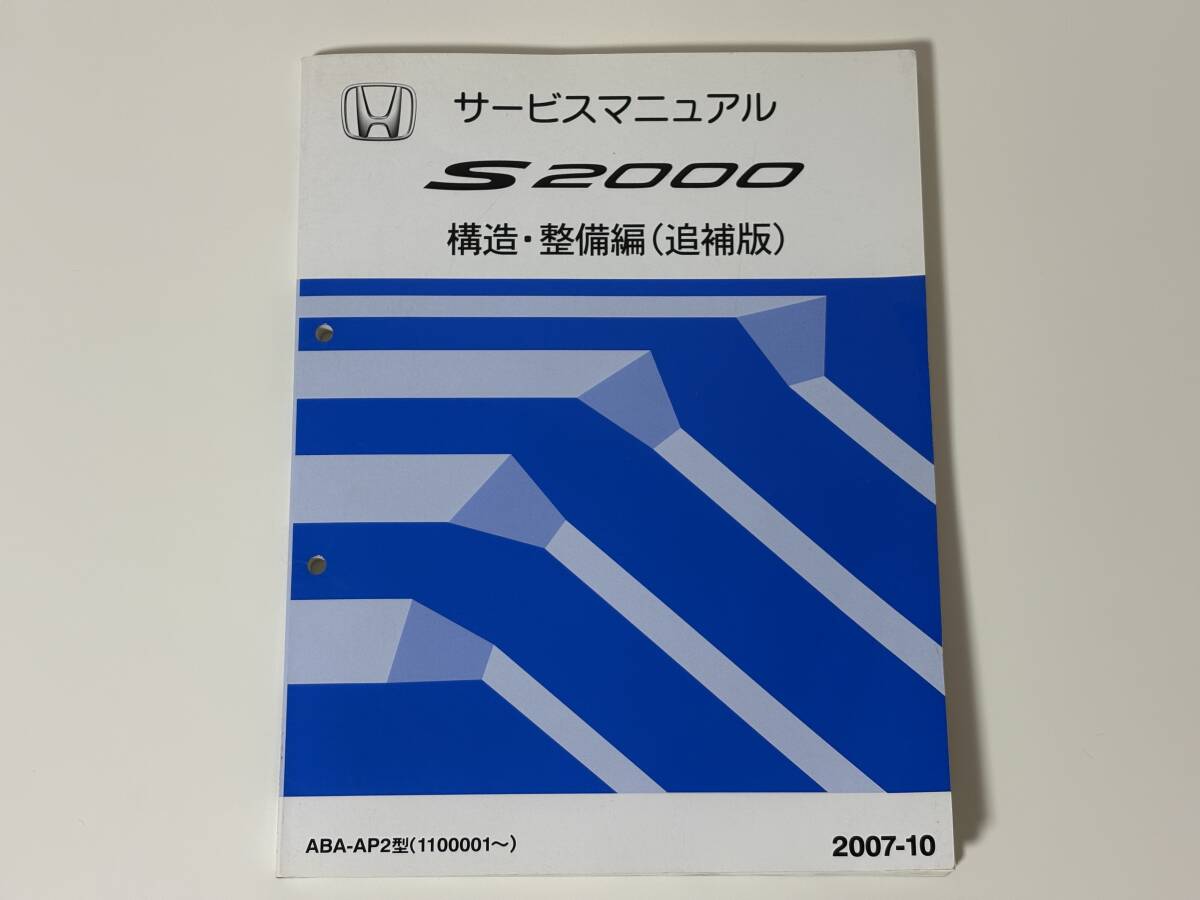 サービスマニュアル
S2000
構造・整備編（追補版）
ABA-AP2型（1100001～）
2007-10